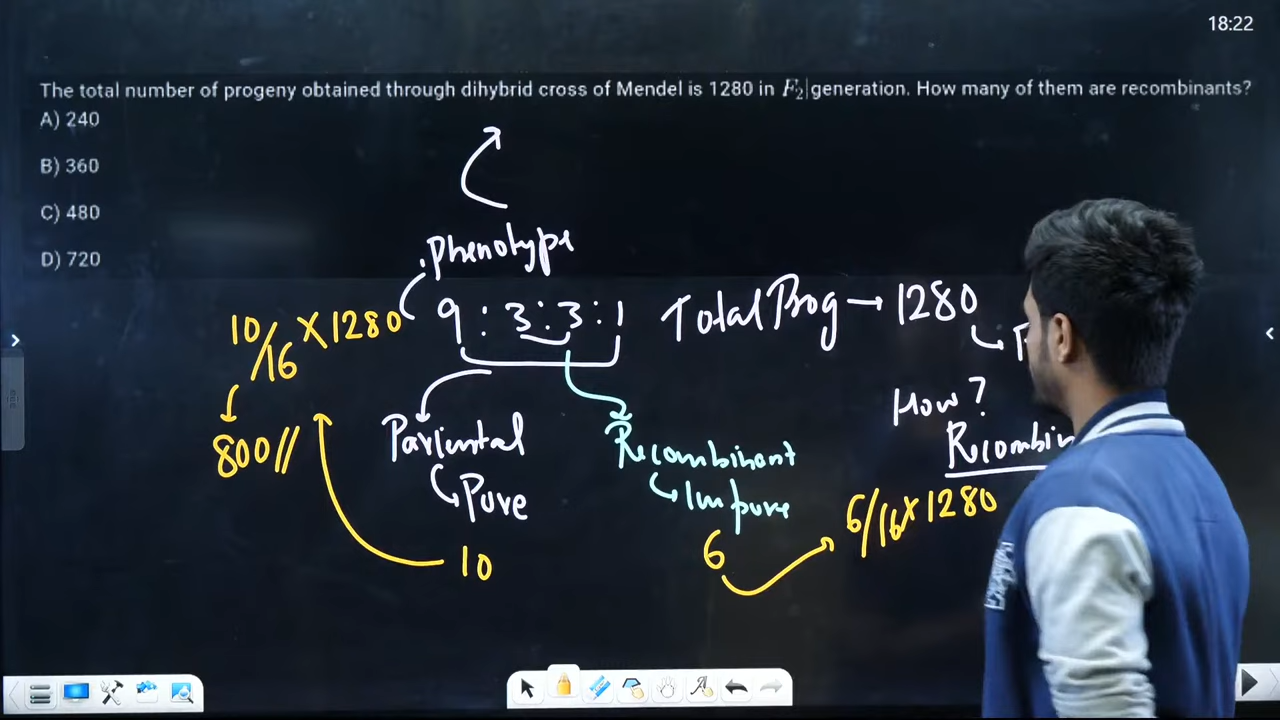 18:22
The total number of progeny obtained through dihybrid cross of Mendel is 1280 in F₂ generation. How many of them are recombinants?
A) 240
B) 360
C) 480
D) 720
Phenotype
10/16 X 1280
9 : 3 : 3 : 1
Total Prog → 1280
F
How?
800//
Pariental
Recombinant
Recombin
Pure
Impure
6/16 X 1280
10
6